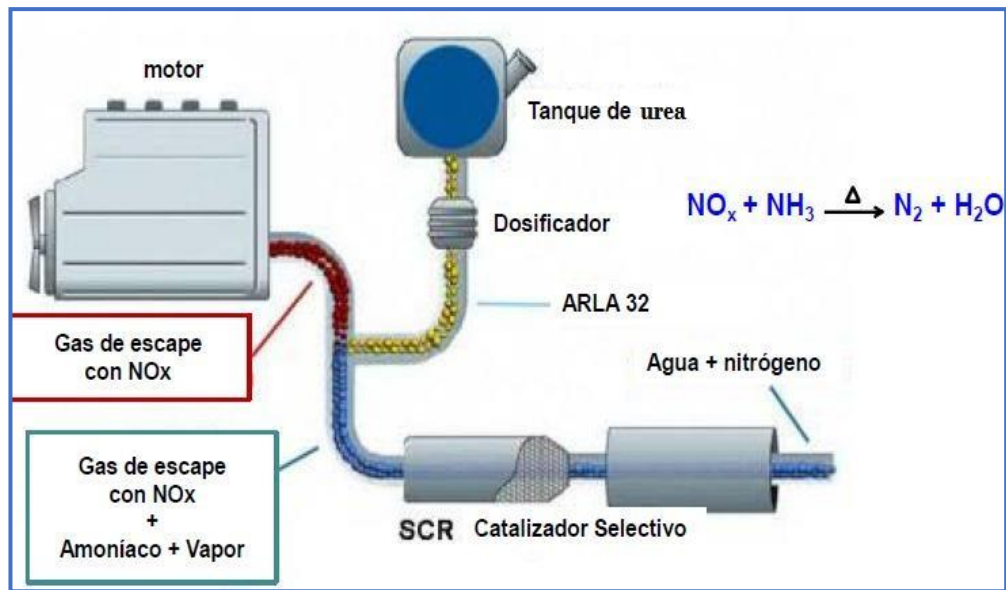 motor
Tanque de urea
NOx + NH3 Δ→ N2 + H2O
Dosificador
ARLA 32
Gas de escape
con NOx
Agua + nitrógeno
Gas de escape
con NOx
+
Amoníaco + Vapor
SCR Catalizador Selectivo